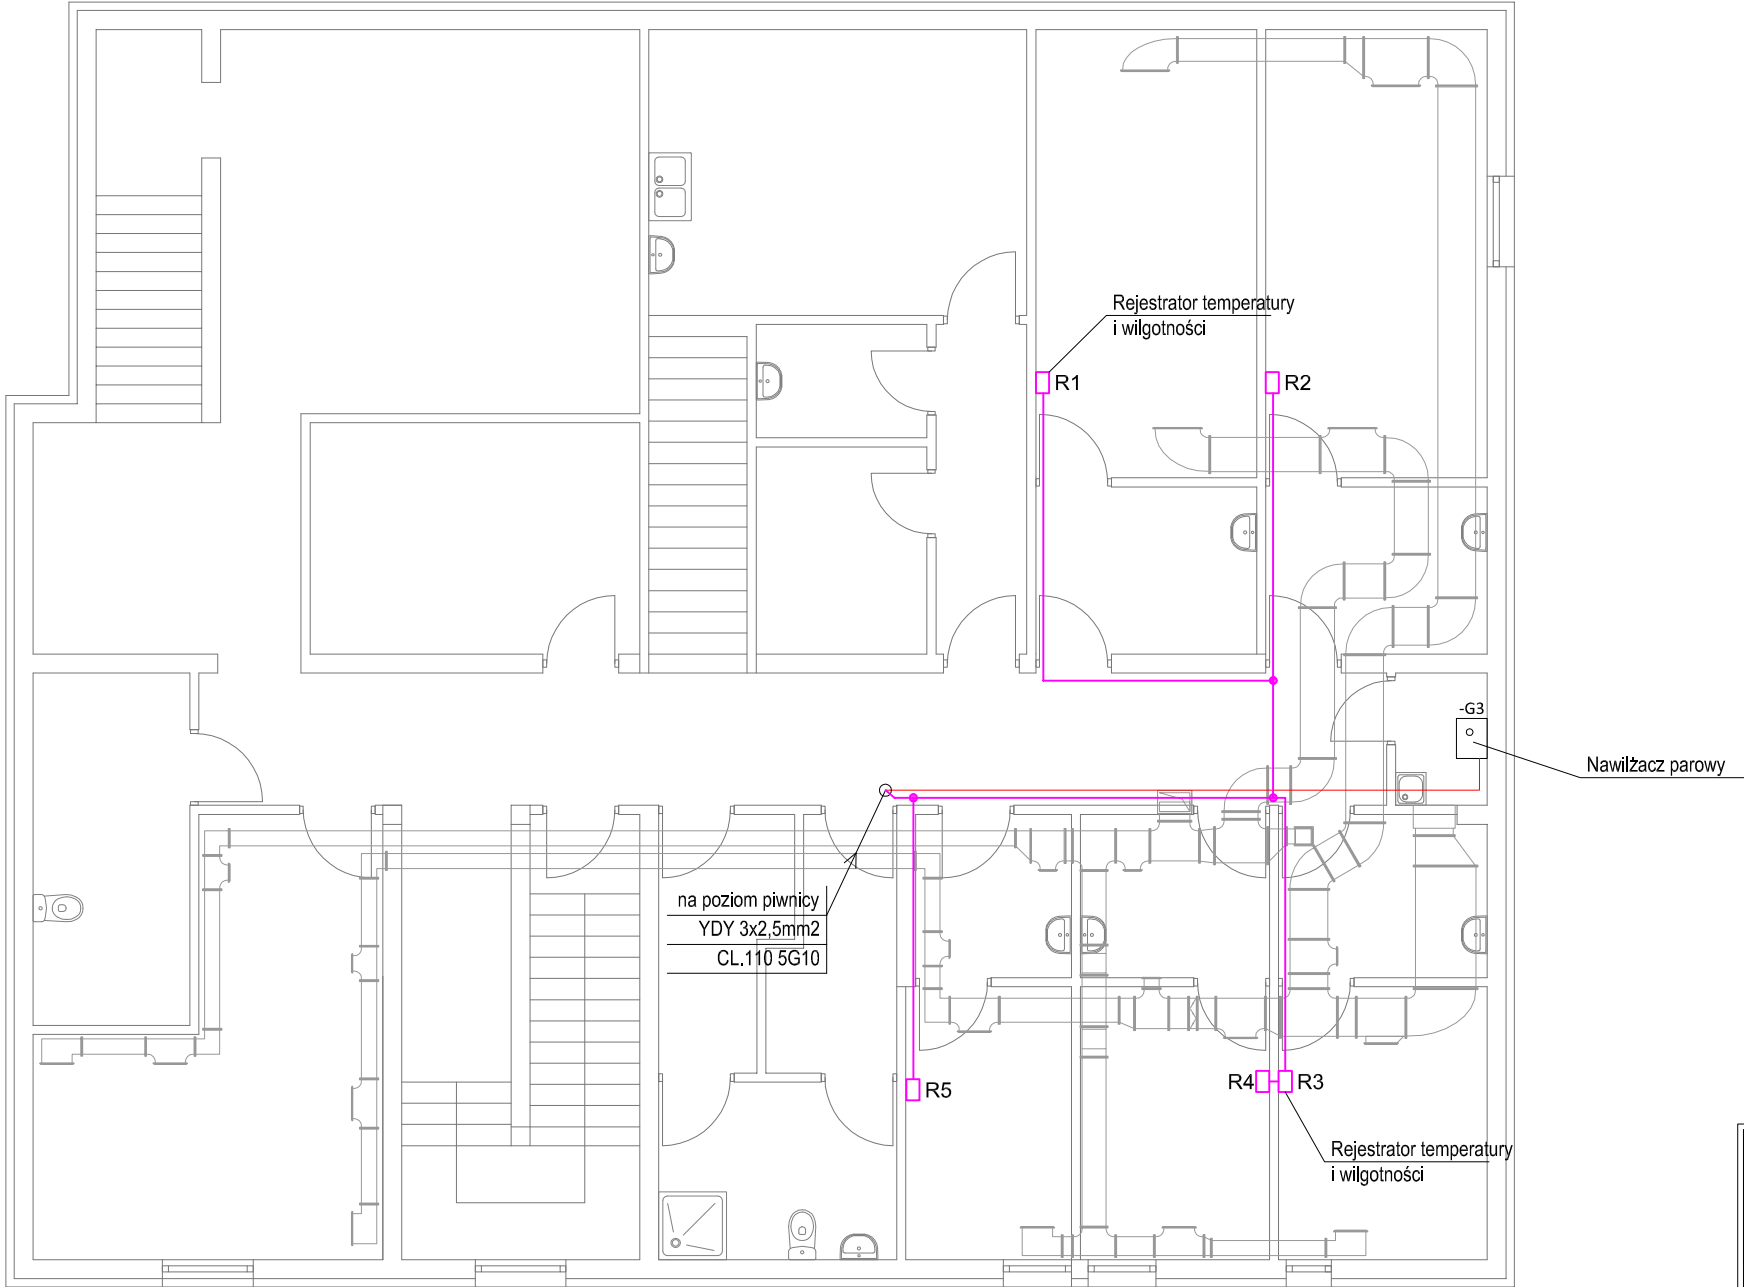 Rejestrator temperatury
i wilgotności
R1
R2
-G3
Nawilżacz parowy
na poziom piwnicy
YDY 3x2,5mm2
CL.110 5G10
R5
R4
R3
Rejestrator temperatury
i wilgotności